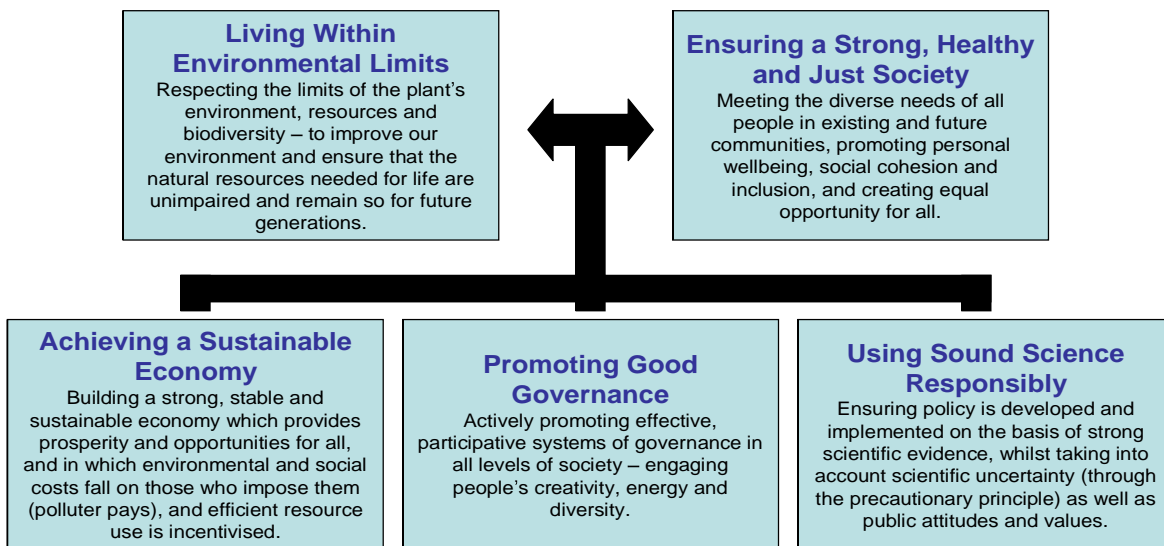 Living Within
Environmental Limits
Respecting the limits of the plant's
environment, resources and
biodiversity – to improve our
environment and ensure that the
natural resources needed for life are
unimpaired and remain so for future
generations.
Ensuring a Strong, Healthy
and Just Society
Meeting the diverse needs of all
people in existing and future
communities, promoting personal
wellbeing, social cohesion and
inclusion, and creating equal
opportunity for all.
Achieving a Sustainable
Economy
Building a strong, stable and
sustainable economy which provides
prosperity and opportunities for all,
and in which environmental and social
costs fall on those who impose them
(polluter pays), and efficient resource
use is incentivised.
Promoting Good
Governance
Actively promoting effective,
participative systems of governance in
all levels of society – engaging
people's creativity, energy and
diversity.
Using Sound Science
Responsibly
Ensuring policy is developed and
implemented on the basis of strong
scientific evidence, whilst taking into
account scientific uncertainty (through
the precautionary principle) as well as
public attitudes and values.